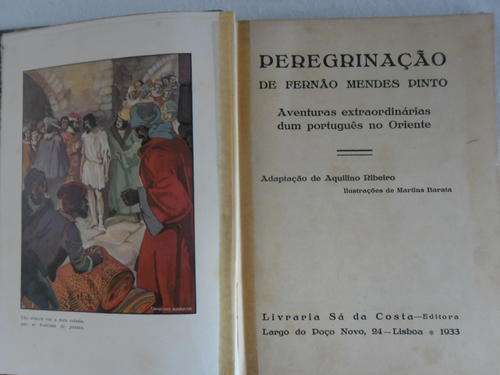 PEREGRINAÇÃO
DE FERNÃO MENDES PINTO
Aventuras extraordinárias
dum português no Oriente
Adaptação de Aquilino Ribeiro
Ilustrações de Martins Barata
Livraria Sá da Costa—Editora
Largo do Poço Novo, 24—Lisboa * 1933